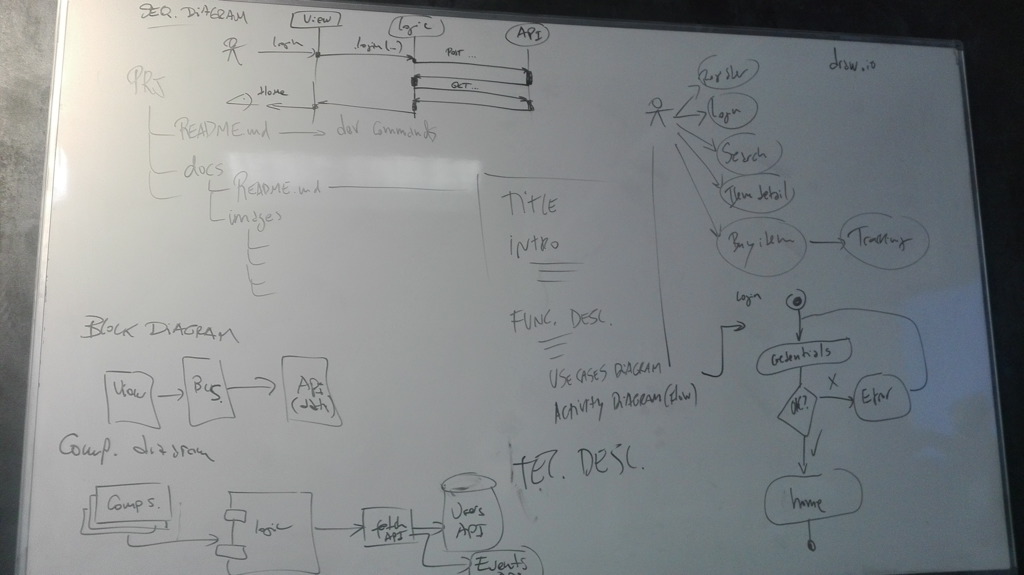 SEQ. DIAGRAM
View
Logic
API
login
login(...)
POST ...
GET...
Home
PRJ
README.md
dev commands
docs
README.md
images
TITLE
INTRO
FUNC. DESC.
USE CASES DIAGRAM
ACTIVITY DIAGRAM (flow)
TEC. DESC.
draw.io
Register
Login
Search
Item detail
Buy item
Tracking
Login
Credentials
OK?
X
Error
home
BLOCK DIAGRAM
View
Bus.
API
(data)
Comp. diagram
Comps.
logic
fetch
API
Users
API
Events